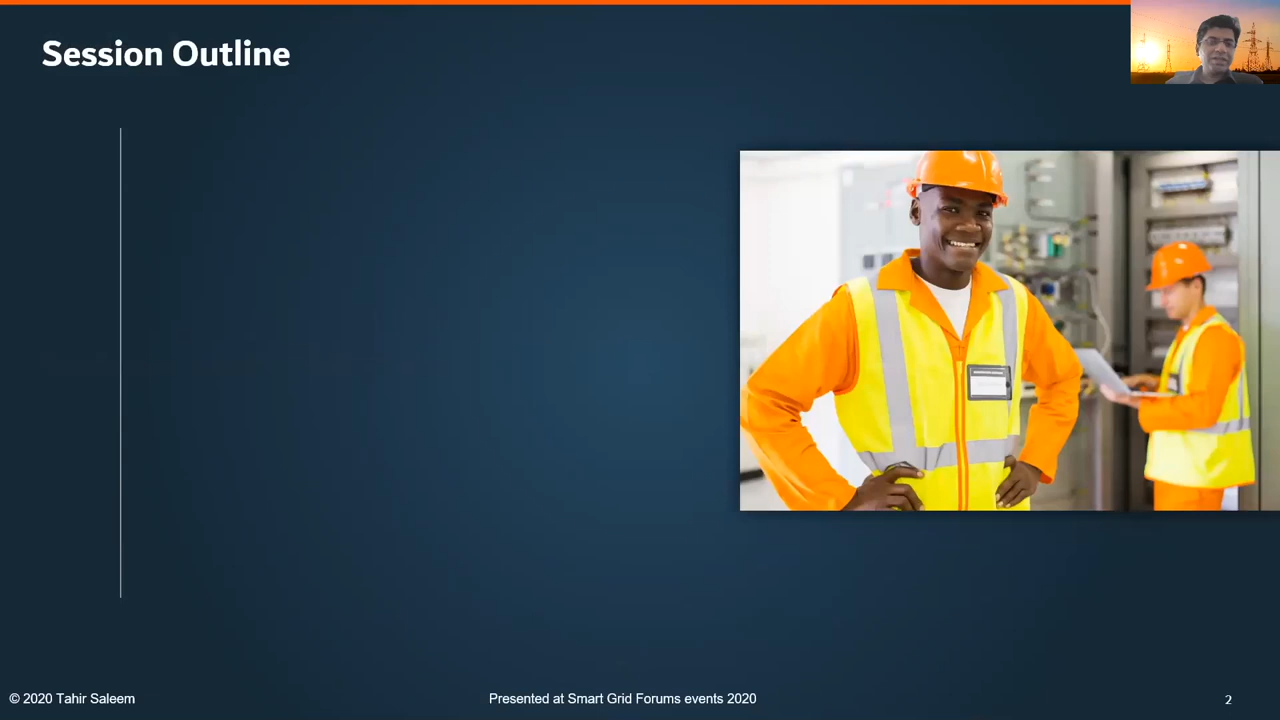 Session Outline
© 2020 Tahir Saleem
Presented at Smart Grid Forums events 2020
2